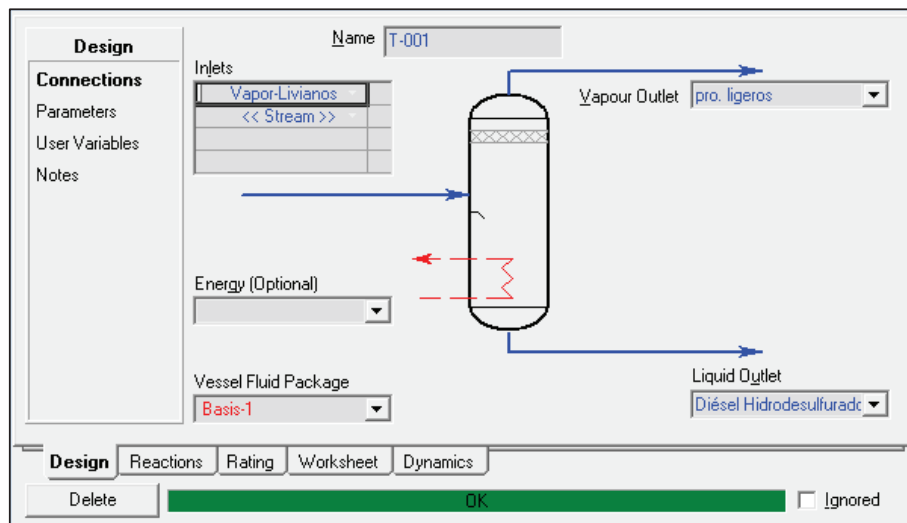 Design
Connections
Parameters
User Variables
Notes
Name T-001
Inlets
Vapor-Livianos
<< Stream >>
Vapour Outlet pro. ligeros
Energy (Optional)
Vessel Fluid Package
Basis-1
Liquid Outlet
Diésel Hidrodesulfurado
Design Reactions Rating Worksheet Dynamics
Delete OK Ignored